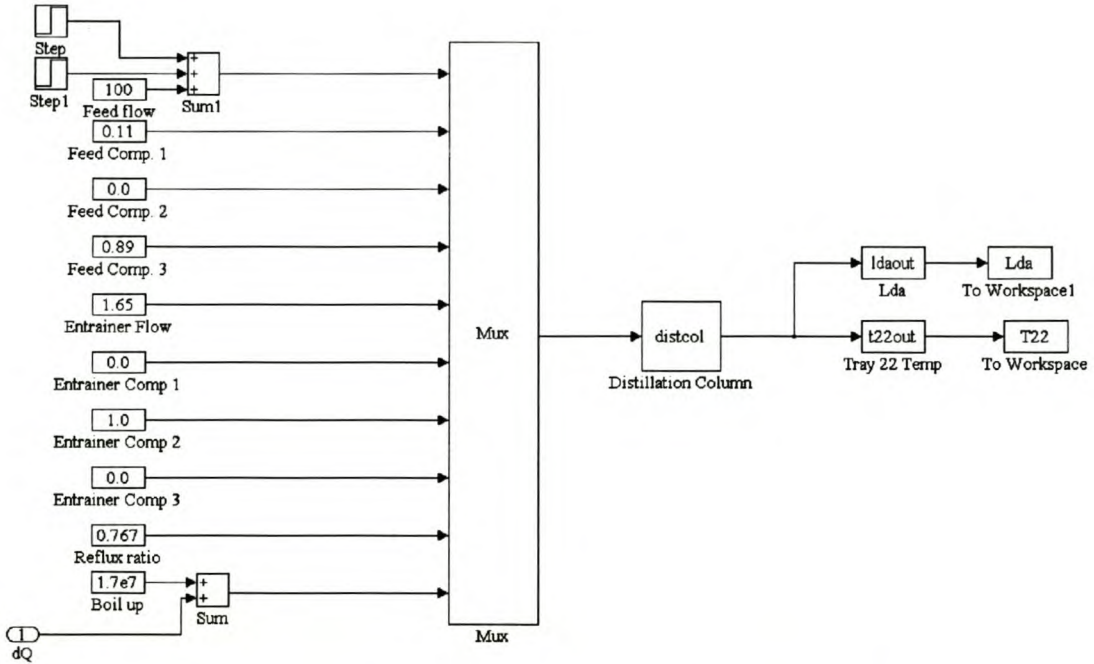 Step
+
Step1
+
100
+
Feed flow
Sum1
0.11
Feed Comp. 1
0.0
Feed Comp. 2
0.89
Feed Comp. 3
1.65
Entrainer Flow
0.0
Entrainer Comp 1
1.0
Entrainer Comp 2
0.0
Entrainer Comp 3
0.767
Reflux ratio
1.7e7
Boil up
+
+
Sum
1
dQ
Mux
Mux
distcol
Distillation Column
ldaout
Lda
Lda
To Workspace1
t22out
Tray 22 Temp
T22
To Workspace